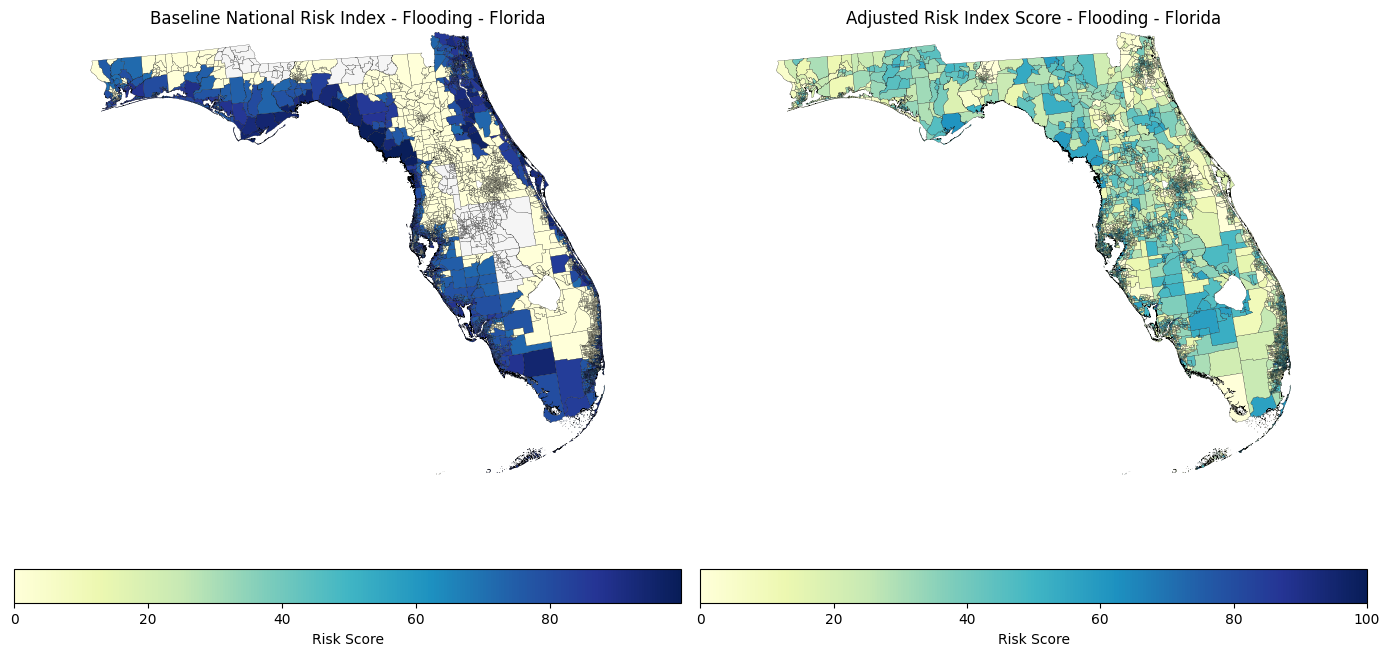 Baseline National Risk Index - Flooding - Florida
Adjusted Risk Index Score - Flooding - Florida
0 20 40 60 80
Risk Score
0 20 40 60 80 100
Risk Score